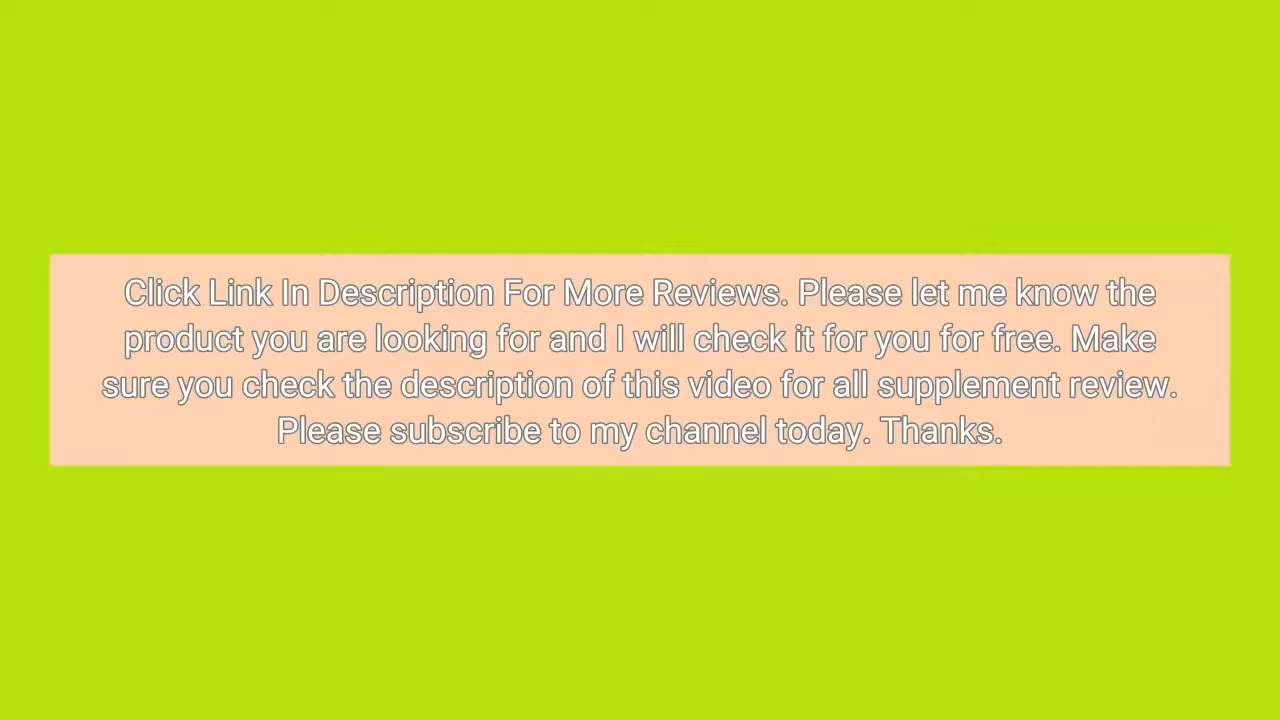 Click Link In Description For More Reviews. Please let me know the
product you are looking for and I will check it for you for free. Make
sure you check the description of this video for all supplement review.
Please subscribe to my channel today. Thanks.